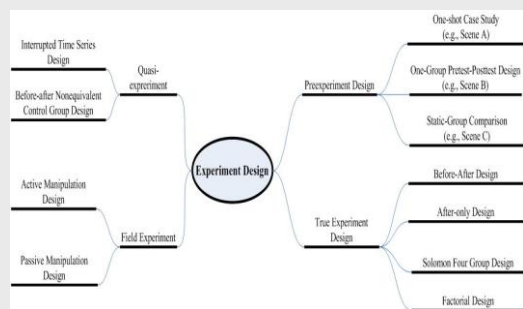 Interrupted Time Series
Design
Before-after Nonequivalent
Control Group Design
Quasi-
expreriment
Active Manipulation
Design
Passive Manipulation
Design
Field Experiment
Experiment Design
Preexperiment Design
One-shot Case Study
(e.g., Scene A)
One-Group Pretest-Posttest Design
(e.g., Scene B)
Static-Group Comparison
(e.g., Scene C)
True Experiment
Design
Before-After Design
After-only Design
Solomon Four Group Design
Factorial Design